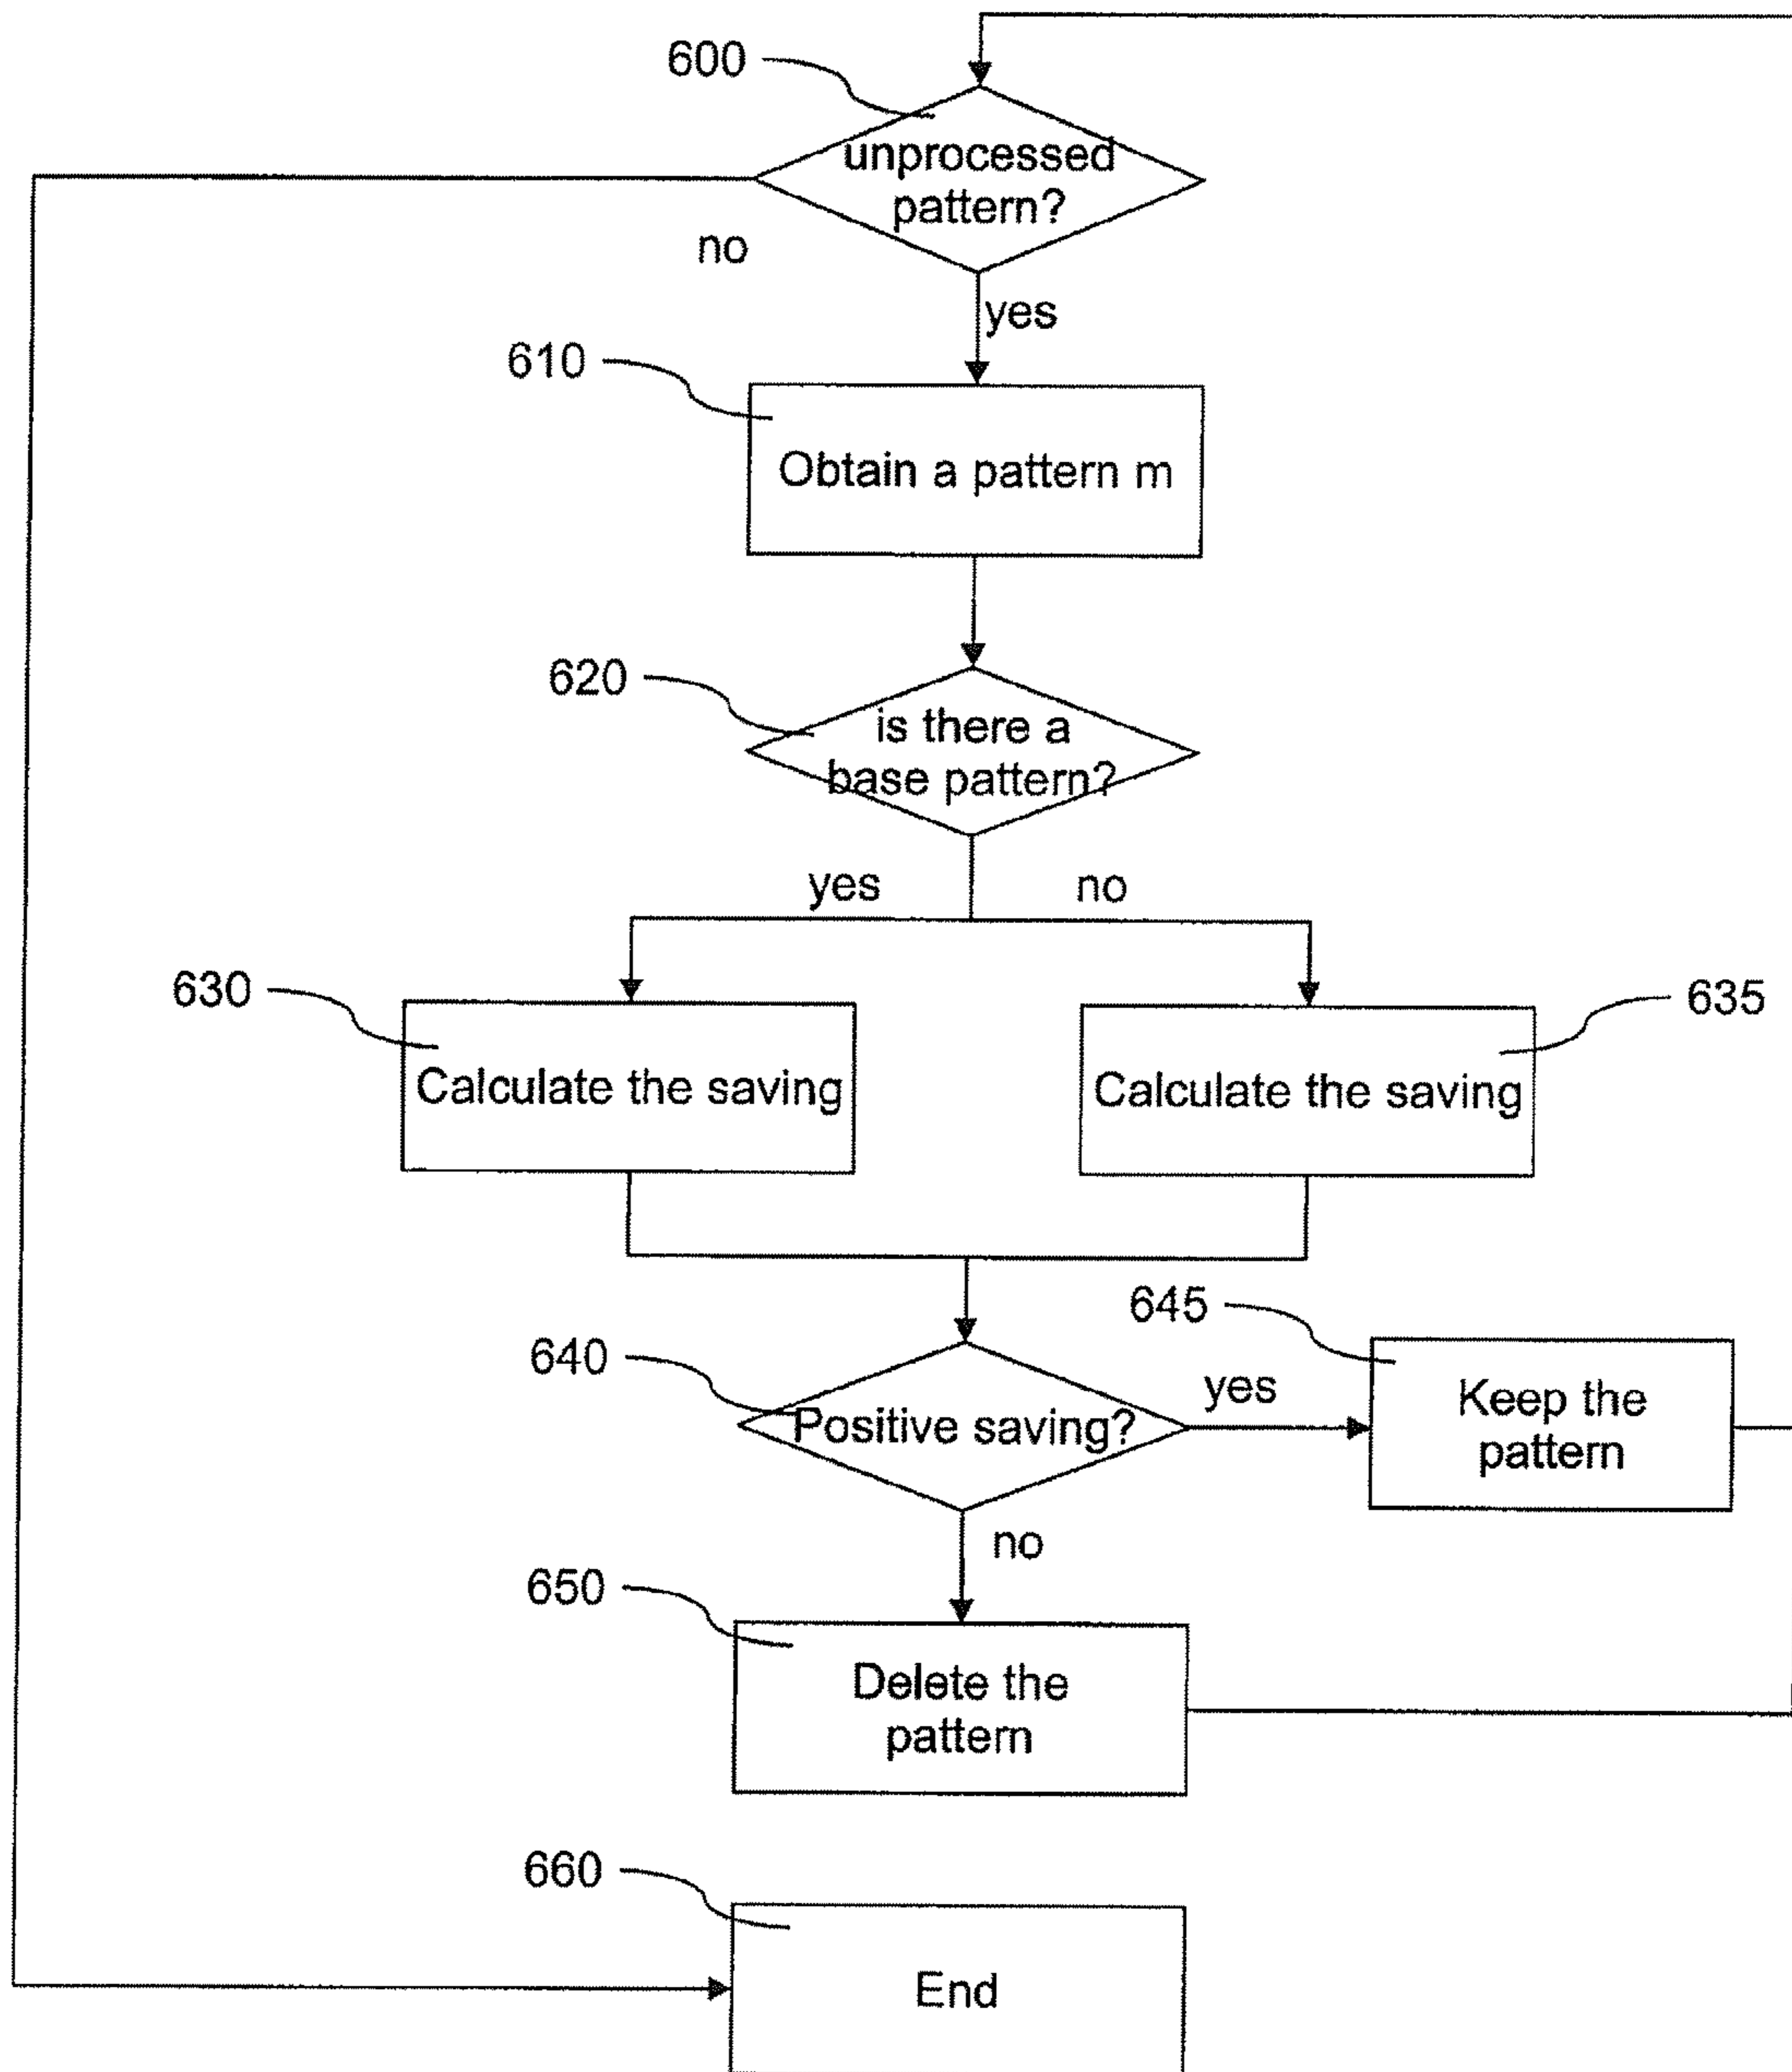 600
unprocessed
pattern?
no
yes
610
Obtain a pattern m
620
is there a
base pattern?
yes
no
630
Calculate the saving
635
Calculate the saving
640
Positive saving?
yes
645
Keep the
pattern
no
650
Delete the
pattern
660
End